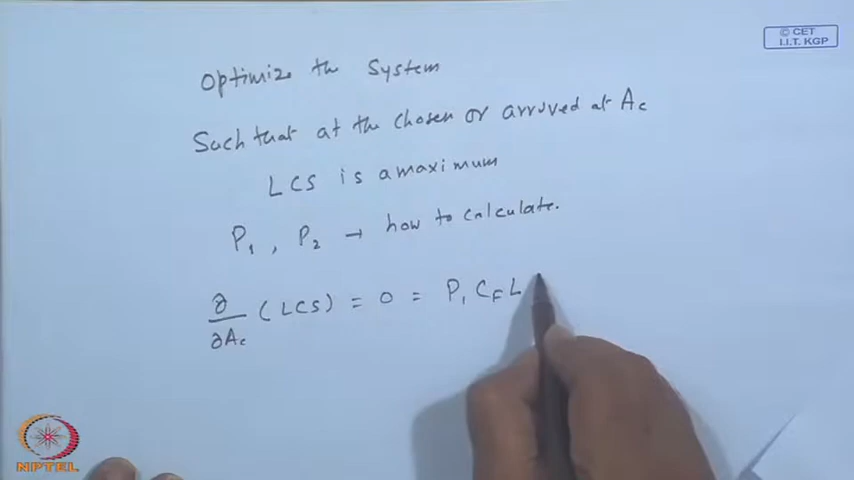 © CET
I.I.T. KGP
Optimize the System
Such that at the chosen or arrived at Ac
LCS is a maximum
P1, P2 → how to calculate.
∂/∂Ac (LCS) = 0 = P1 CF L
NPTEL